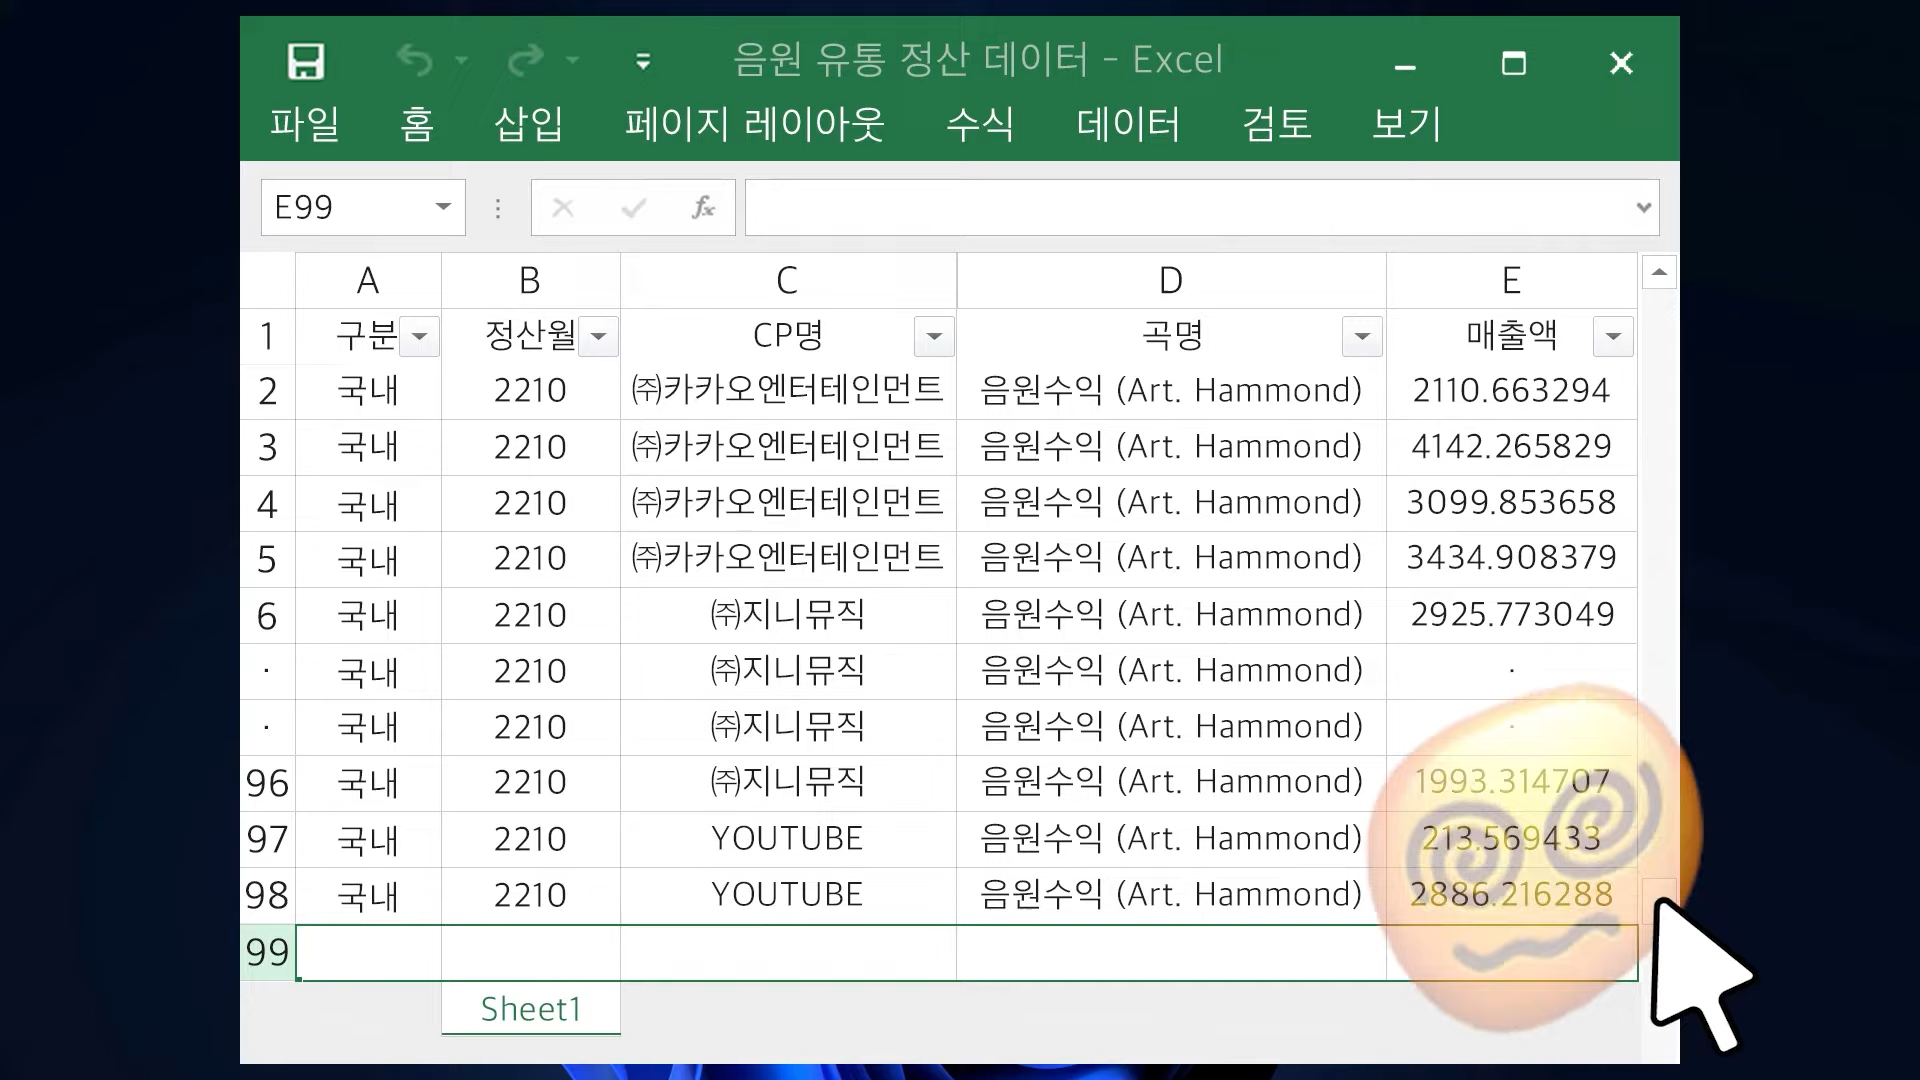 음원 유통 정산 데이터 - Excel
파일 홈 삽입 페이지 레이아웃 수식 데이터 검토 보기
E99 fx
A B C D E
1 구분 정산월 CP명 곡명 매출액
2 국내 2210 ㈜카카오엔터테인먼트 음원수익 (Art. Hammond) 2110.663294
3 국내 2210 ㈜카카오엔터테인먼트 음원수익 (Art. Hammond) 4142.265829
4 국내 2210 ㈜카카오엔터테인먼트 음원수익 (Art. Hammond) 3099.853658
5 국내 2210 ㈜카카오엔터테인먼트 음원수익 (Art. Hammond) 3434.908379
6 국내 2210 ㈜지니뮤직 음원수익 (Art. Hammond) 2925.773049
· 국내 2210 ㈜지니뮤직 음원수익 (Art. Hammond) ·
· 국내 2210 ㈜지니뮤직 음원수익 (Art. Hammond) ·
96 국내 2210 ㈜지니뮤직 음원수익 (Art. Hammond) 1993.314707
97 국내 2210 YOUTUBE 음원수익 (Art. Hammond) 213.569433
98 국내 2210 YOUTUBE 음원수익 (Art. Hammond) 2886.216288
99
Sheet1